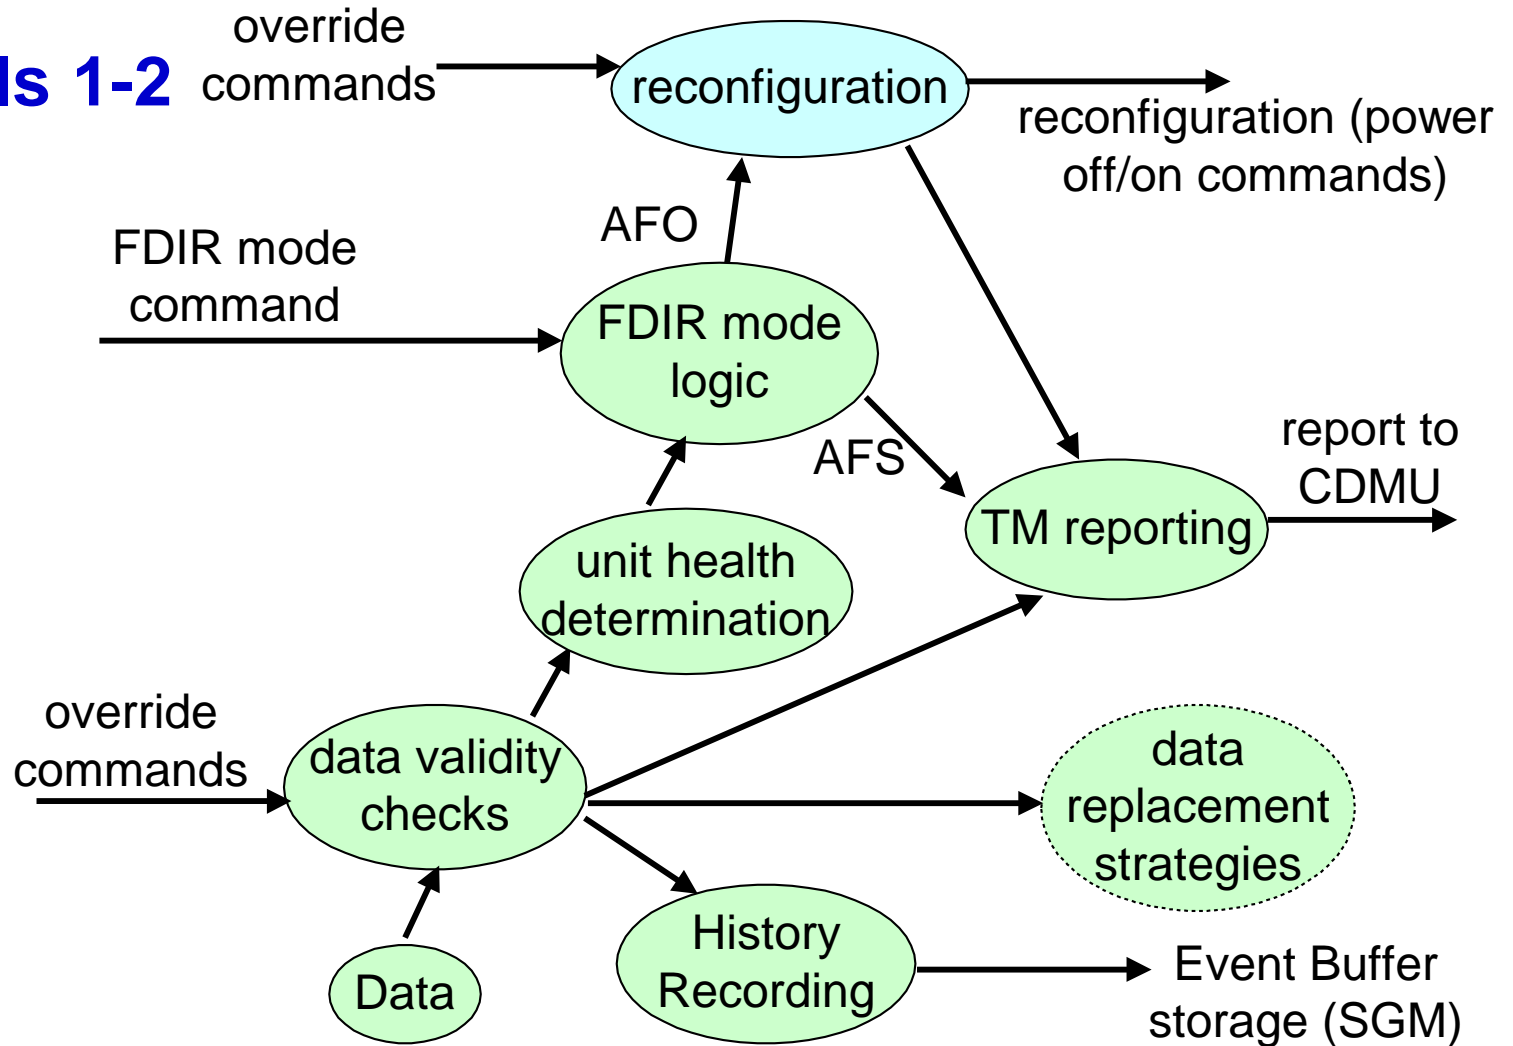 override
commands
ls 1-2
reconfiguration
reconfiguration (power
off/on commands)
AFO
FDIR mode
command
FDIR mode
logic
AFS
report to
CDMU
TM reporting
unit health
determination
override
commands
data validity
checks
data
replacement
strategies
History
Recording
Data
Event Buffer
storage (SGM)